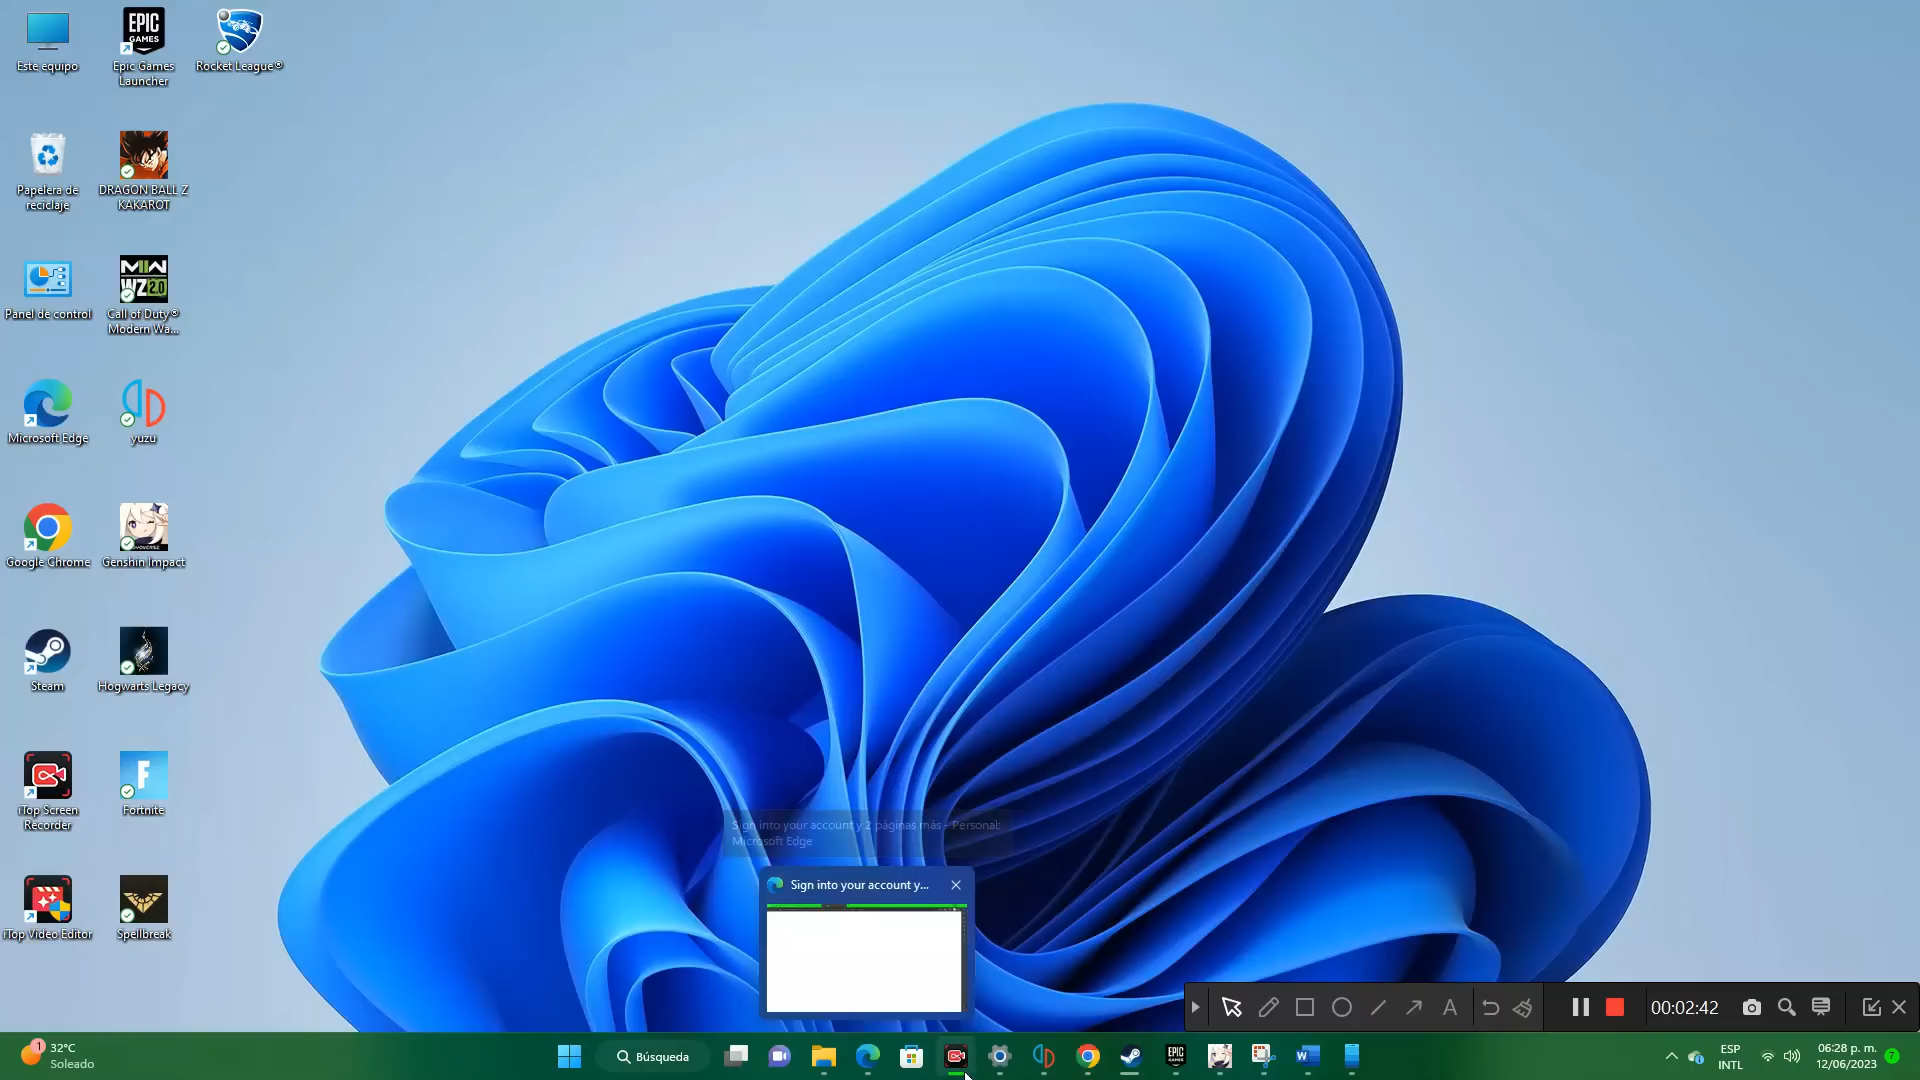 Este equipo
EPIC
GAMES
Epic Games
Launcher
Rocket League®
Papelera de
reciclaje
DRAGON BALL Z
KAKAROT
Panel de control
MW
WZ 2.0
Call of Duty®
Modern Wa...
Microsoft Edge
yuzu
Google Chrome
Genshin Impact
Steam
Hogwarts Legacy
iTop Screen
Recorder
F
Fortnite
iTop Video Editor
Spellbreak
Sign into your account y 2 páginas más - Personal:
Microsoft Edge
Sign into your account y...
A
00:02:42
1
32°C
Soleado
Búsqueda
EPIC
W
ESP
INTL
06:28 p. m.
12/06/2023
7